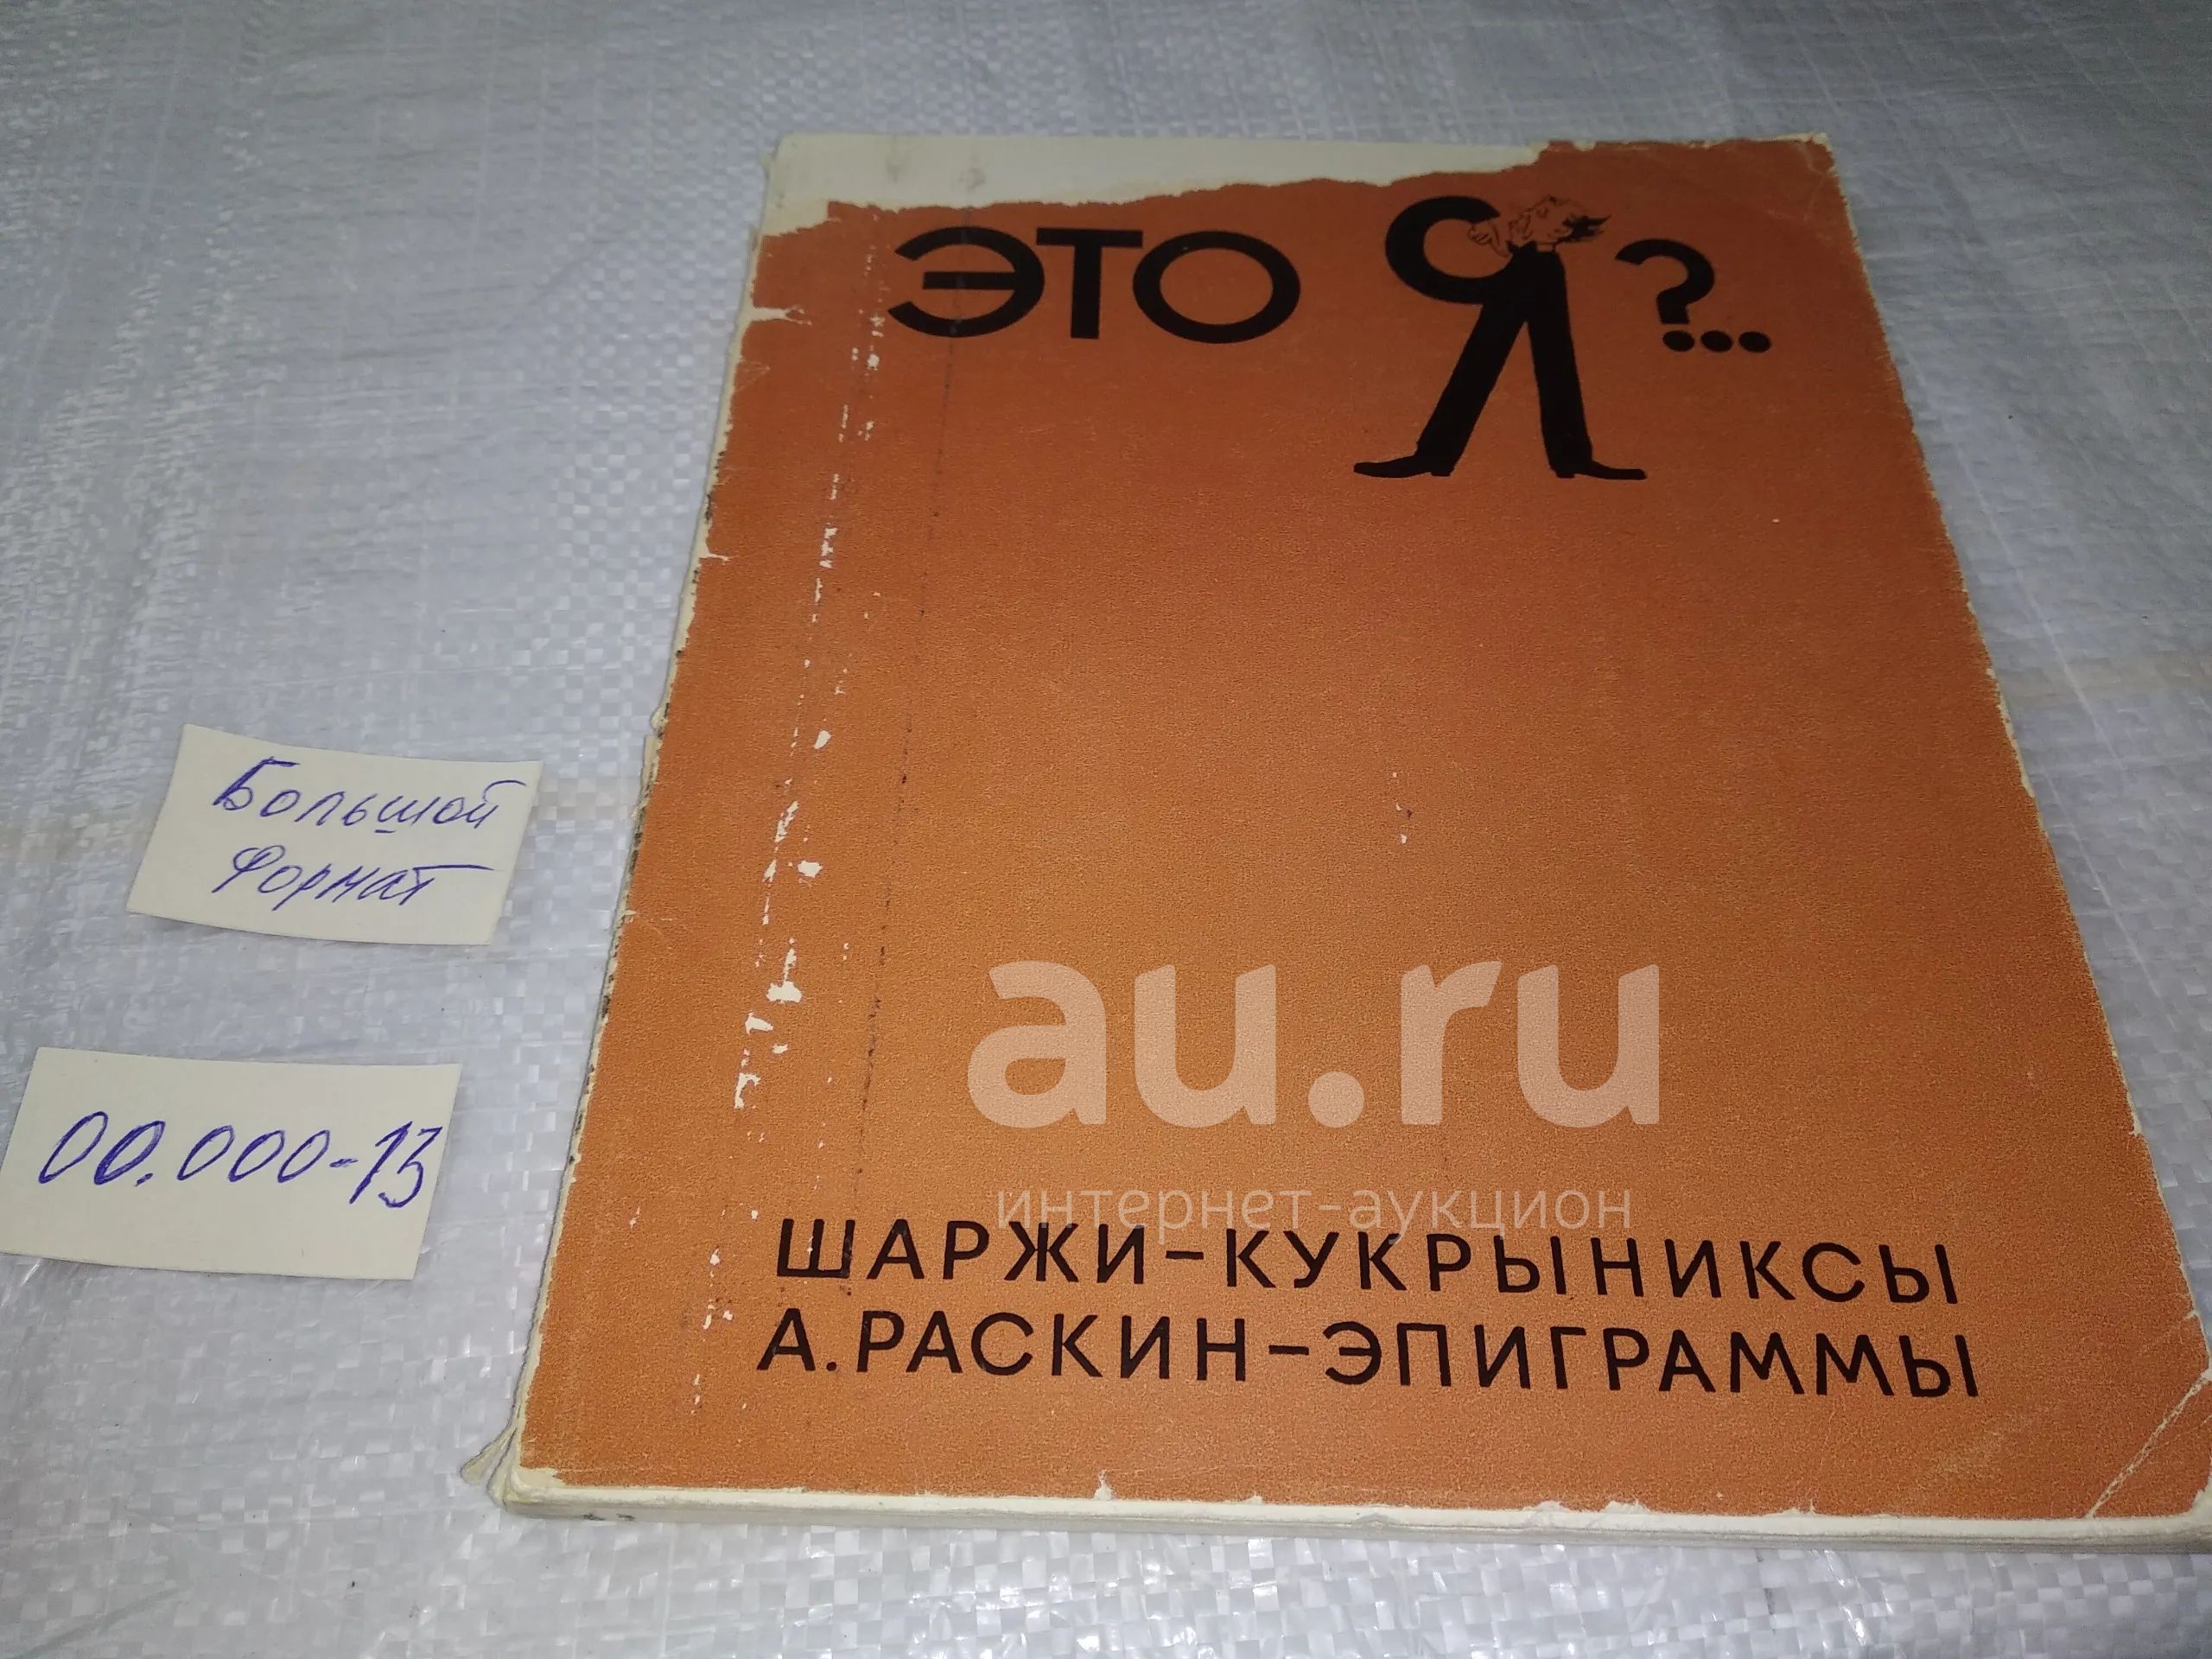 ЭТО Я?...
Большой
Формат
00.000-13
au.ru
интернет-аукцион
ШАРЖИ-КУКРЫНИКСЫ
А.РАСКИН-ЭПИГРАММЫ